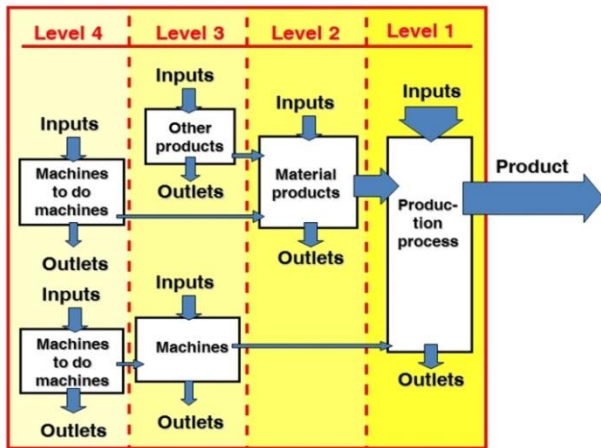 Level 4
Level 3
Level 2
Level 1
Inputs
Other
products
Outlets
Inputs
Machines
to do
machines
Outlets
Inputs
Material
products
Outlets
Inputs
Produc-
tion
process
Outlets
Product
Inputs
Machines
to do
machines
Outlets
Inputs
Machines
Outlets